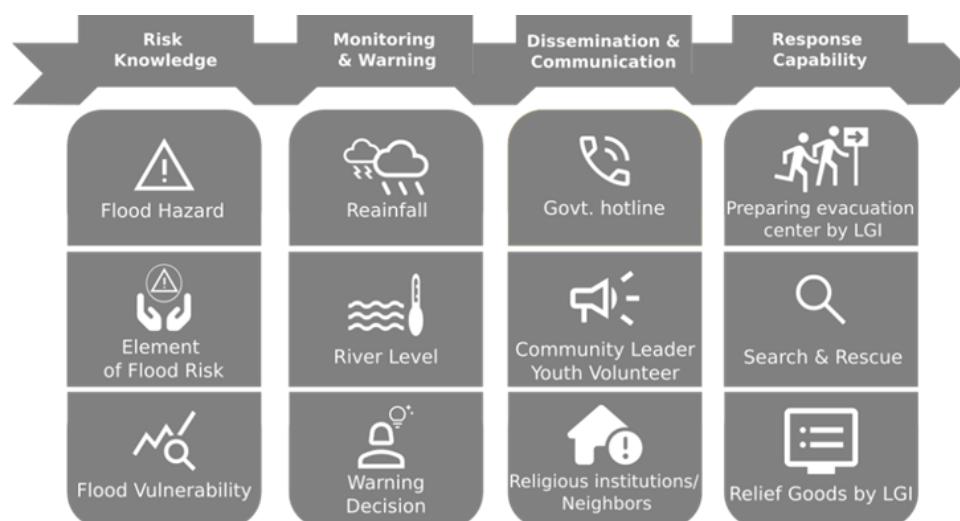 Risk
Knowledge
Monitoring
& Warning
Dissemination &
Communication
Response
Capability
Flood Hazard
Reainfall
Govt. hotline
Preparing evacuation
center by LGI
Element
of Flood Risk
River Level
Community Leader
Youth Volunteer
Search & Rescue
Flood Vulnerability
Warning
Decision
Religious institutions/
Neighbors
Relief Goods by LGI